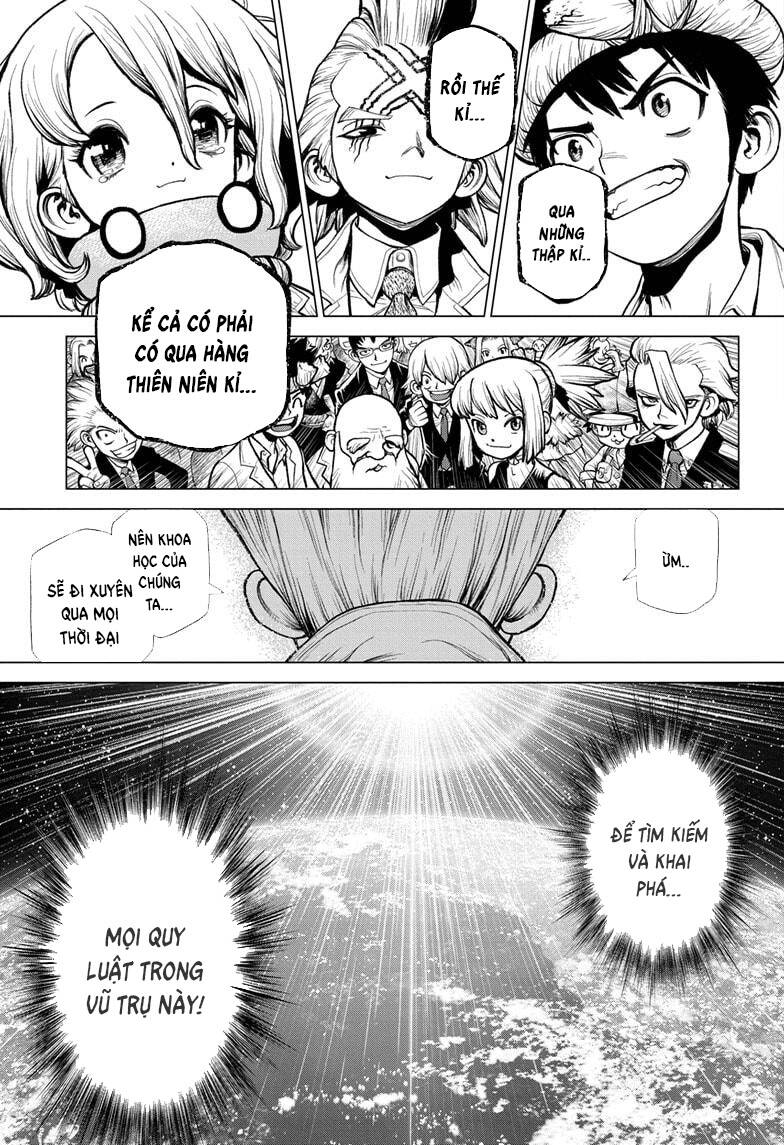 QUA
NHỮNG
THẬP KỈ..
RỒI THẾ
KỈ...
KỂ CẢ CÓ PHẢI
CÓ QUA HÀNG
THIÊN NIÊN KỈ...
ỪM..
NÊN KHOA
HỌC CỦA
CHÚNG
TA...
SẼ ĐI XUYÊN
QUA MỌI
THỜI ĐẠI
ĐỂ TÌM KIẾM
VÀ KHAI
PHÁ...
MỌI QUY
LUẬT TRONG
VŨ TRỤ NÀY!